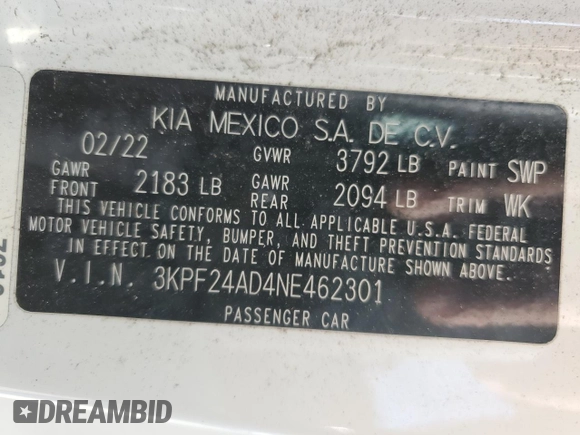 MANUFACTURED BY
KIA MEXICO S.A. DE C.V.
02/22 GVWR 3792 LB PAINT SWP
GAWR FRONT 2183 LB GAWR REAR 2094 LB TRIM WK
THIS VEHICLE CONFORMS TO ALL APPLICABLE U.S.A. FEDERAL
MOTOR VEHICLE SAFETY, BUMPER, AND THEFT PREVENTION STANDARDS
IN EFFECT ON THE DATE OF MANUFACTURE SHOWN ABOVE.
V.I.N. 3KPF24AD4NE462301
PASSENGER CAR
DREAMBID